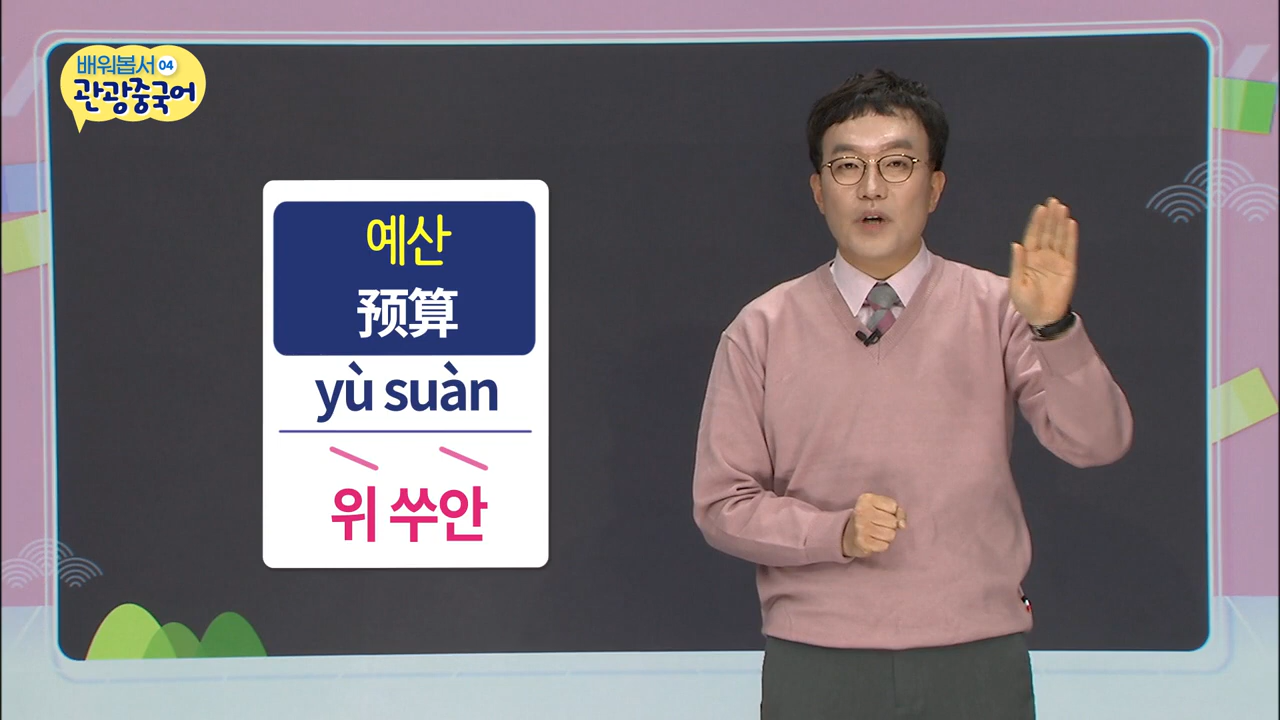 배워봅서 04
관광중국어
예산
预算
yù suàn
위 쑤안